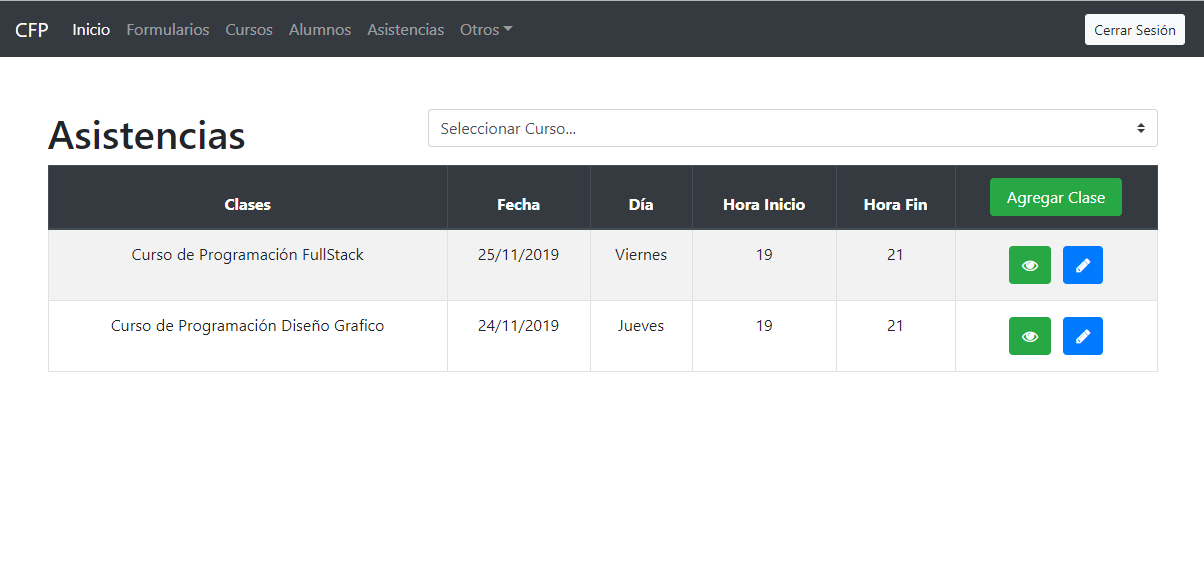 CFP Inicio Formularios Cursos Alumnos Asistencias Otros Cerrar Sesión
Asistencias Seleccionar Curso...
Clases Fecha Día Hora Inicio Hora Fin Agregar Clase
Curso de Programación FullStack 25/11/2019 Viernes 19 21
Curso de Programación Diseño Grafico 24/11/2019 Jueves 19 21